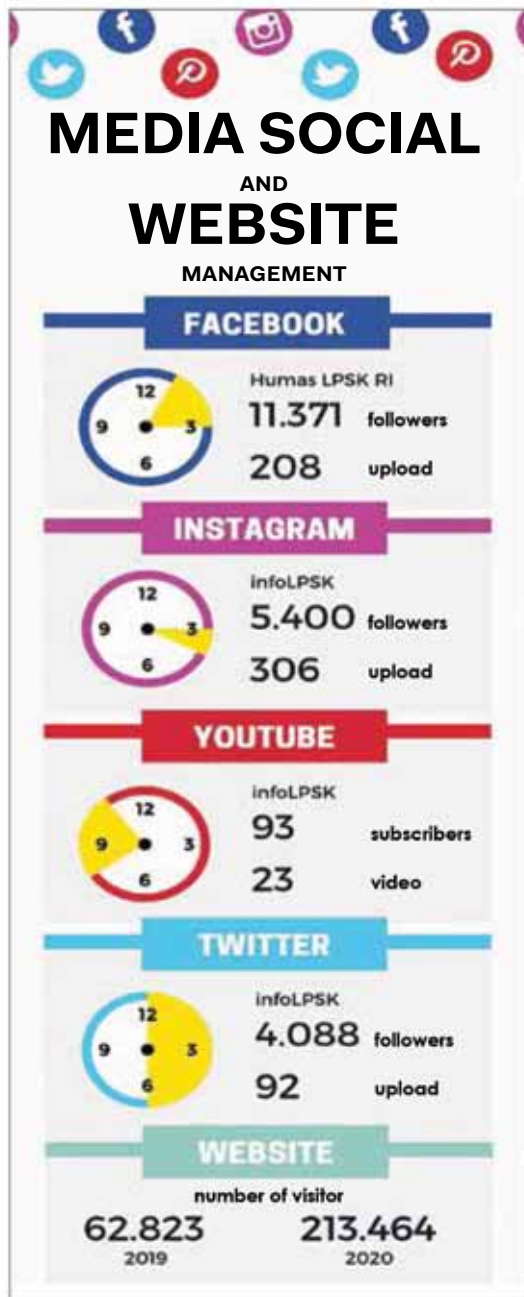 MEDIA SOCIAL
AND
WEBSITE
MANAGEMENT
FACEBOOK
12
9 3
6
Humas LPSK RI
11.371 followers
208 upload
INSTAGRAM
12
9 3
6
infoLPSK
5.400 followers
306 upload
YOUTUBE
12
9 3
6
infoLPSK
93 subscribers
23 video
TWITTER
12
9 3
6
infoLPSK
4.088 followers
92 upload
WEBSITE
number of visitor
62.823 213.464
2019 2020